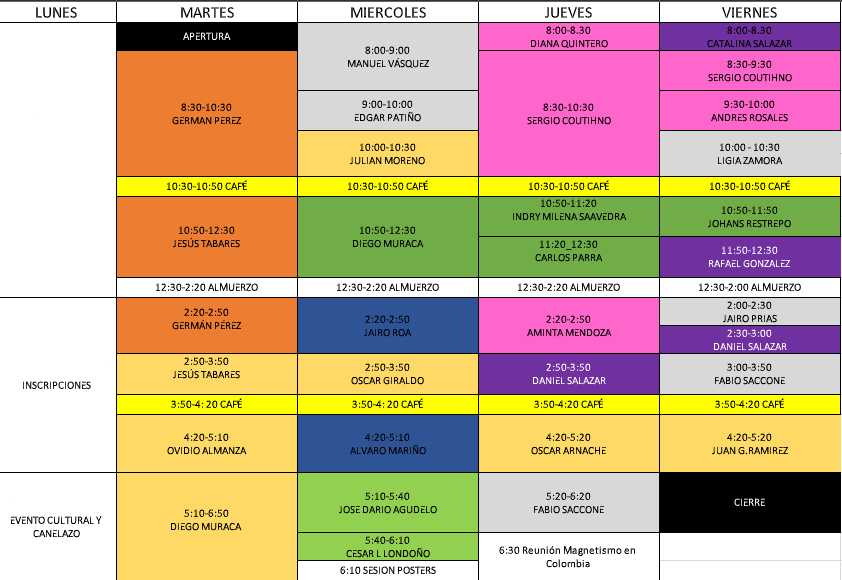 LUNES MARTES MIERCOLES JUEVES VIERNES
APERTURA
8:30-10:30
GERMAN PEREZ
10:30-10:50 CAFÉ
10:50-12:30
JESÚS TABARES
12:30-2:20 ALMUERZO
8:00-9:00
MANUEL VÁSQUEZ
9:00-10:00
EDGAR PATIÑO
10:00-10:30
JULIAN MORENO
10:30-10:50 CAFÉ
10:50-12:30
DIEGO MURACA
12:30-2:20 ALMUERZO
8:00-8.30
DIANA QUINTERO
8:30-10:30
SERGIO COUTIHNO
10:30-10:50 CAFÉ
10:50-11:20
INDRY MILENA SAAVEDRA
11:20_12:30
CARLOS PARRA
12:30-2:20 ALMUERZO
8:00-8.30
CATALINA SALAZAR
8:30-9:30
SERGIO COUTIHNO
9:30-10:00
ANDRES ROSALES
10:00 - 10:30
LIGIA ZAMORA
10:30-10:50 CAFÉ
10:50-11:50
JOHANS RESTREPO
11:50-12:30
RAFAEL GONZALEZ
12:30-2:00 ALMUERZO
INSCRIPCIONES
2:20-2:50
GERMÁN PÉREZ
2:50-3:50
JESÚS TABARES
3:50-4: 20 CAFÉ
4:20-5:10
OVIDIO ALMANZA
2:20-2:50
JAIRO ROA
2:50-3:50
OSCAR GIRALDO
3:50-4: 20 CAFÉ
4:20-5:10
ALVARO MARIÑO
2:20-2:50
AMINTA MENDOZA
2:50-3:50
DANIEL SALAZAR
3:50-4:20 CAFÉ
4:20-5:20
OSCAR ARNACHE
2:00-2:30
JAIRO PRIAS
2:30-3:00
DANIEL SALAZAR
3:00-3:50
FABIO SACCONE
3:50-4:20 CAFÉ
4:20-5:20
JUAN G.RAMIREZ
EVENTO CULTURAL Y
CANELAZO
5:10-6:50
DIEGO MURACA
5:10-5:40
JOSE DARIO AGUDELO
5:40-6:10
CESAR L LONDOÑO
6:10 SESION POSTERS
5:20-6:20
FABIO SACCONE
6:30 Reunión Magnetismo en
Colombia
CIERRE